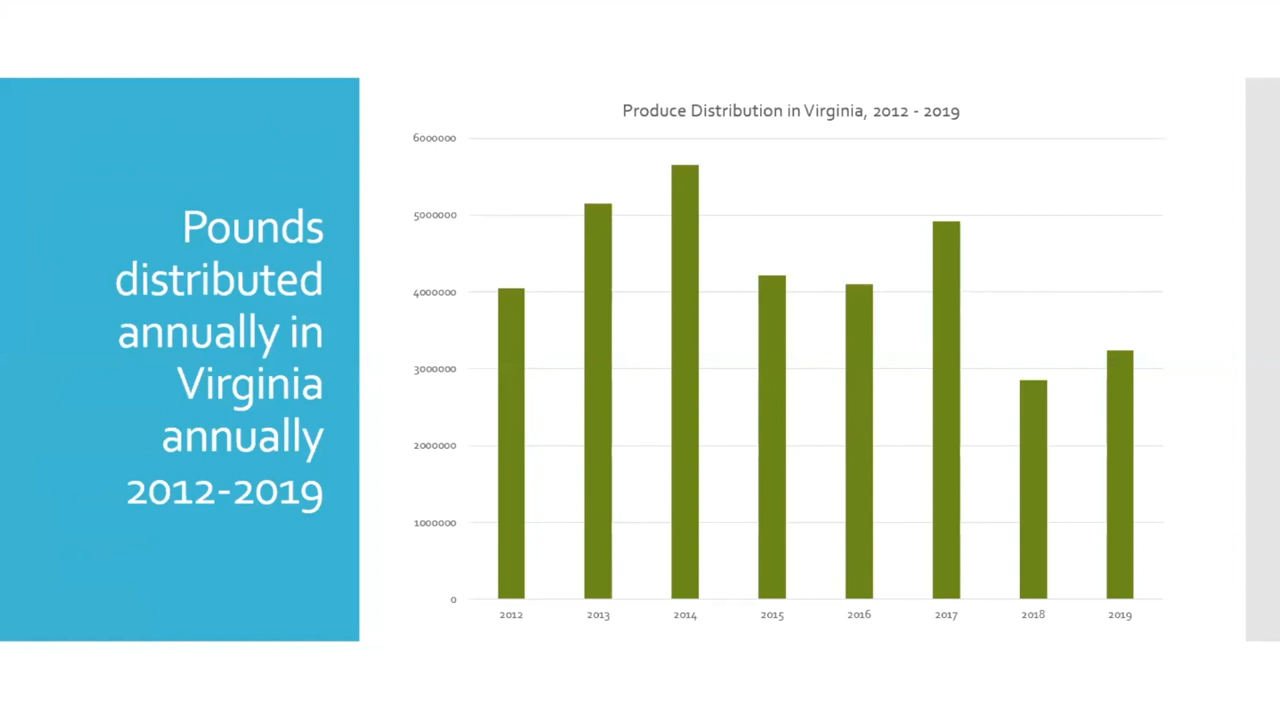 Pounds
distributed
annually in
Virginia
annually
2012-2019
Produce Distribution in Virginia, 2012 - 2019
6000000
5000000
4000000
3000000
2000000
1000000
0
2012 2013 2014 2015 2016 2017 2018 2019